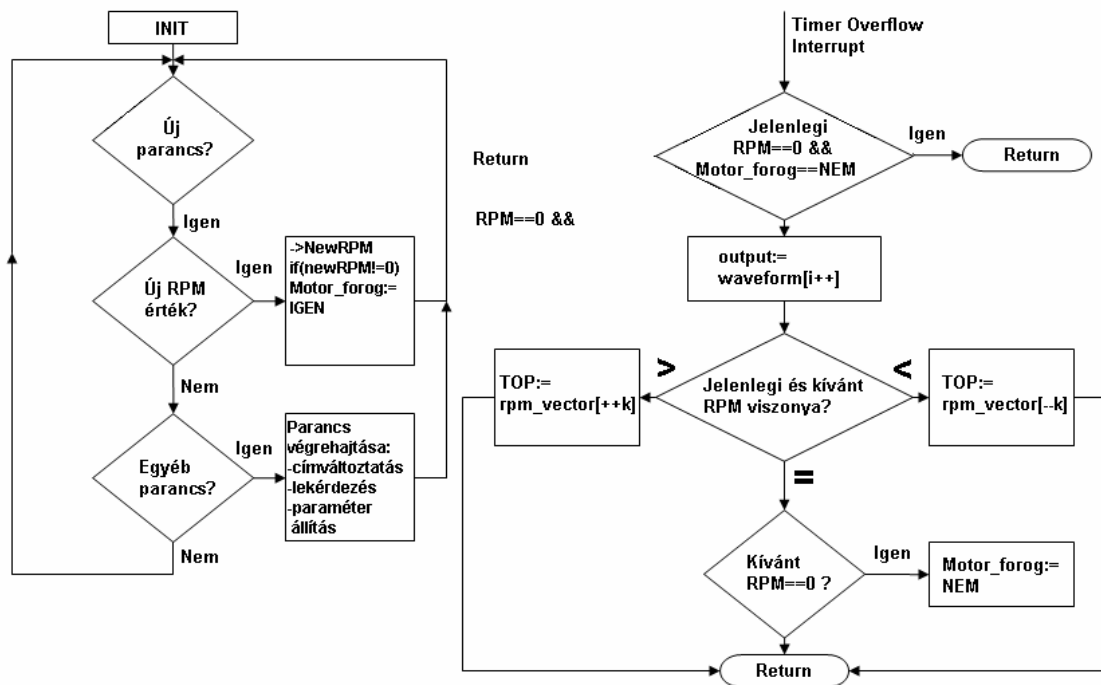 INIT
Új
parancs?
Igen
Új RPM
érték?
Igen
->NewRPM
if(newRPM!=0)
Motor_forog:=
IGEN
Nem
Egyéb
parancs?
Igen
Parancs
végrehajtása:
-címváltoztatás
-lekérdezés
-paraméter
állítás
Nem
Return
RPM==0 &&
Timer Overflow
Interrupt
Jelenlegi
RPM==0 &&
Motor_forog==NEM
Igen
Return
output:=
waveform[i++]
Jelenlegi és kívánt
RPM viszonya?
>
TOP:=
rpm_vector[++k]
<
TOP:=
rpm_vector[--k]
=
Kívánt
RPM==0 ?
Igen
Motor_forog:=
NEM
Return